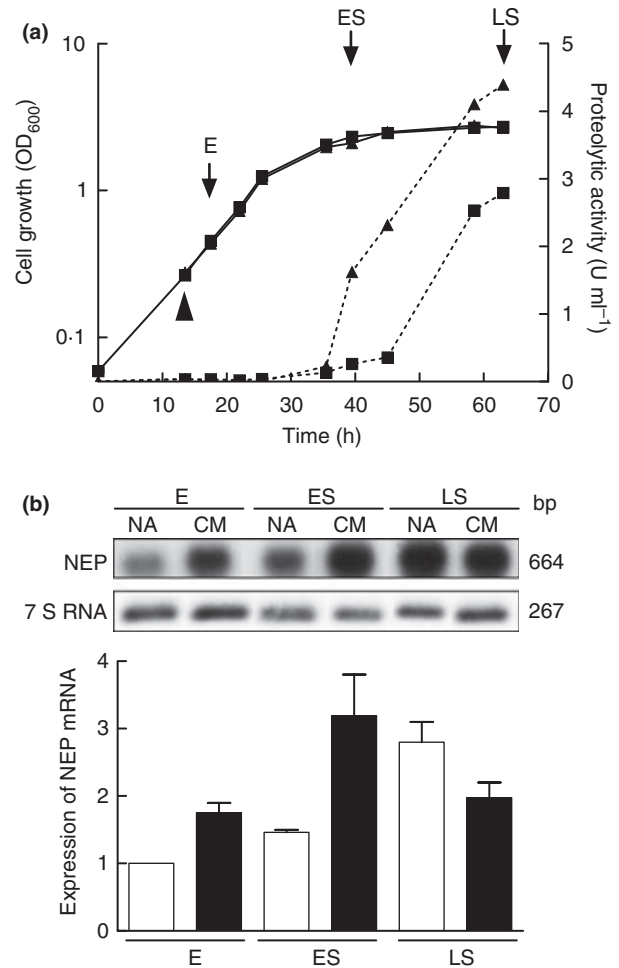 (a)
ES
LS
E
10
1
0·1
Cell growth (OD600)
5
4
3
2
1
0
Proteolytic activity (U ml−1)
0 10 20 30 40 50 60 70
Time (h)
(b)
E ES LS bp
NA CM NA CM NA CM
NEP 664
7 S RNA 267
4
3
2
1
0
Expression of NEP mRNA
E ES LS